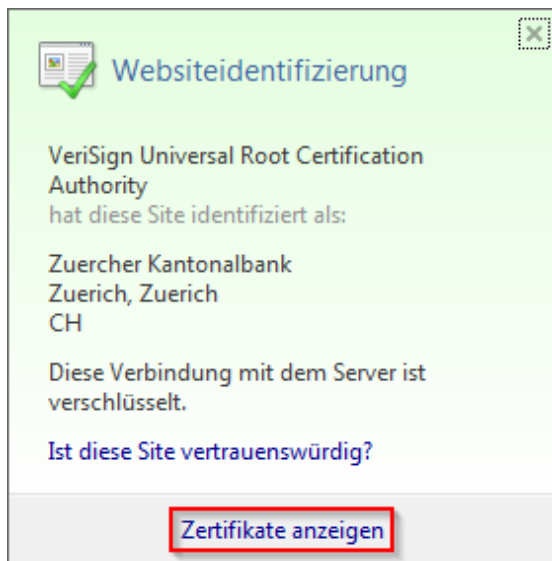 Websiteidentifizierung
VeriSign Universal Root Certification
Authority
hat diese Site identifiziert als:
Zuercher Kantonalbank
Zuerich, Zuerich
CH
Diese Verbindung mit dem Server ist
verschlüsselt.
Ist diese Site vertrauenswürdig?
Zertifikate anzeigen